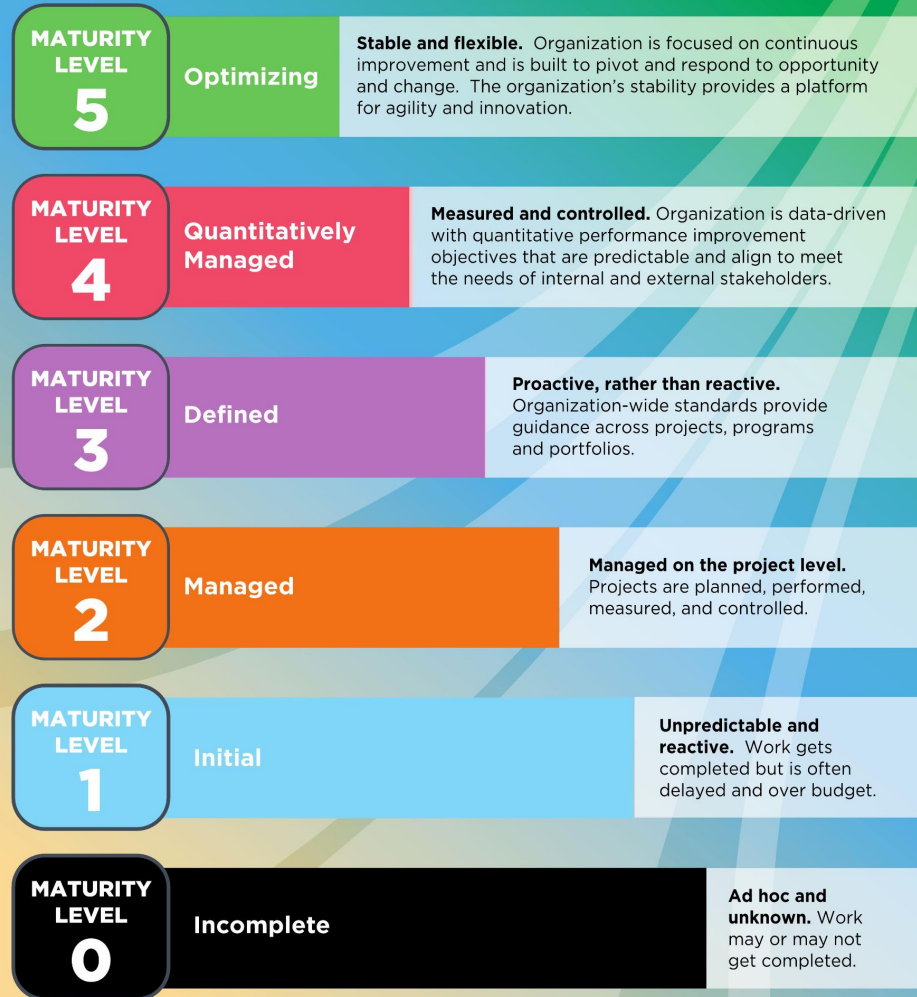 MATURITY
LEVEL
5
Optimizing
Stable and flexible. Organization is focused on continuous
improvement and is built to pivot and respond to opportunity
and change. The organization's stability provides a platform
for agility and innovation.
MATURITY
LEVEL
4
Quantitatively
Managed
Measured and controlled. Organization is data-driven
with quantitative performance improvement
objectives that are predictable and align to meet
the needs of internal and external stakeholders.
MATURITY
LEVEL
3
Defined
Proactive, rather than reactive.
Organization-wide standards provide
guidance across projects, programs
and portfolios.
MATURITY
LEVEL
2
Managed
Managed on the project level.
Projects are planned, performed,
measured, and controlled.
MATURITY
LEVEL
1
Initial
Unpredictable and
reactive. Work gets
completed but is often
delayed and over budget.
MATURITY
LEVEL
0
Incomplete
Ad hoc and
unknown. Work
may or may not
get completed.